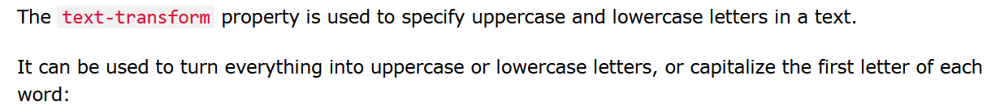 The text-transform property is used to specify uppercase and lowercase letters in a text.
It can be used to turn everything into uppercase or lowercase letters, or capitalize the first letter of each
word: